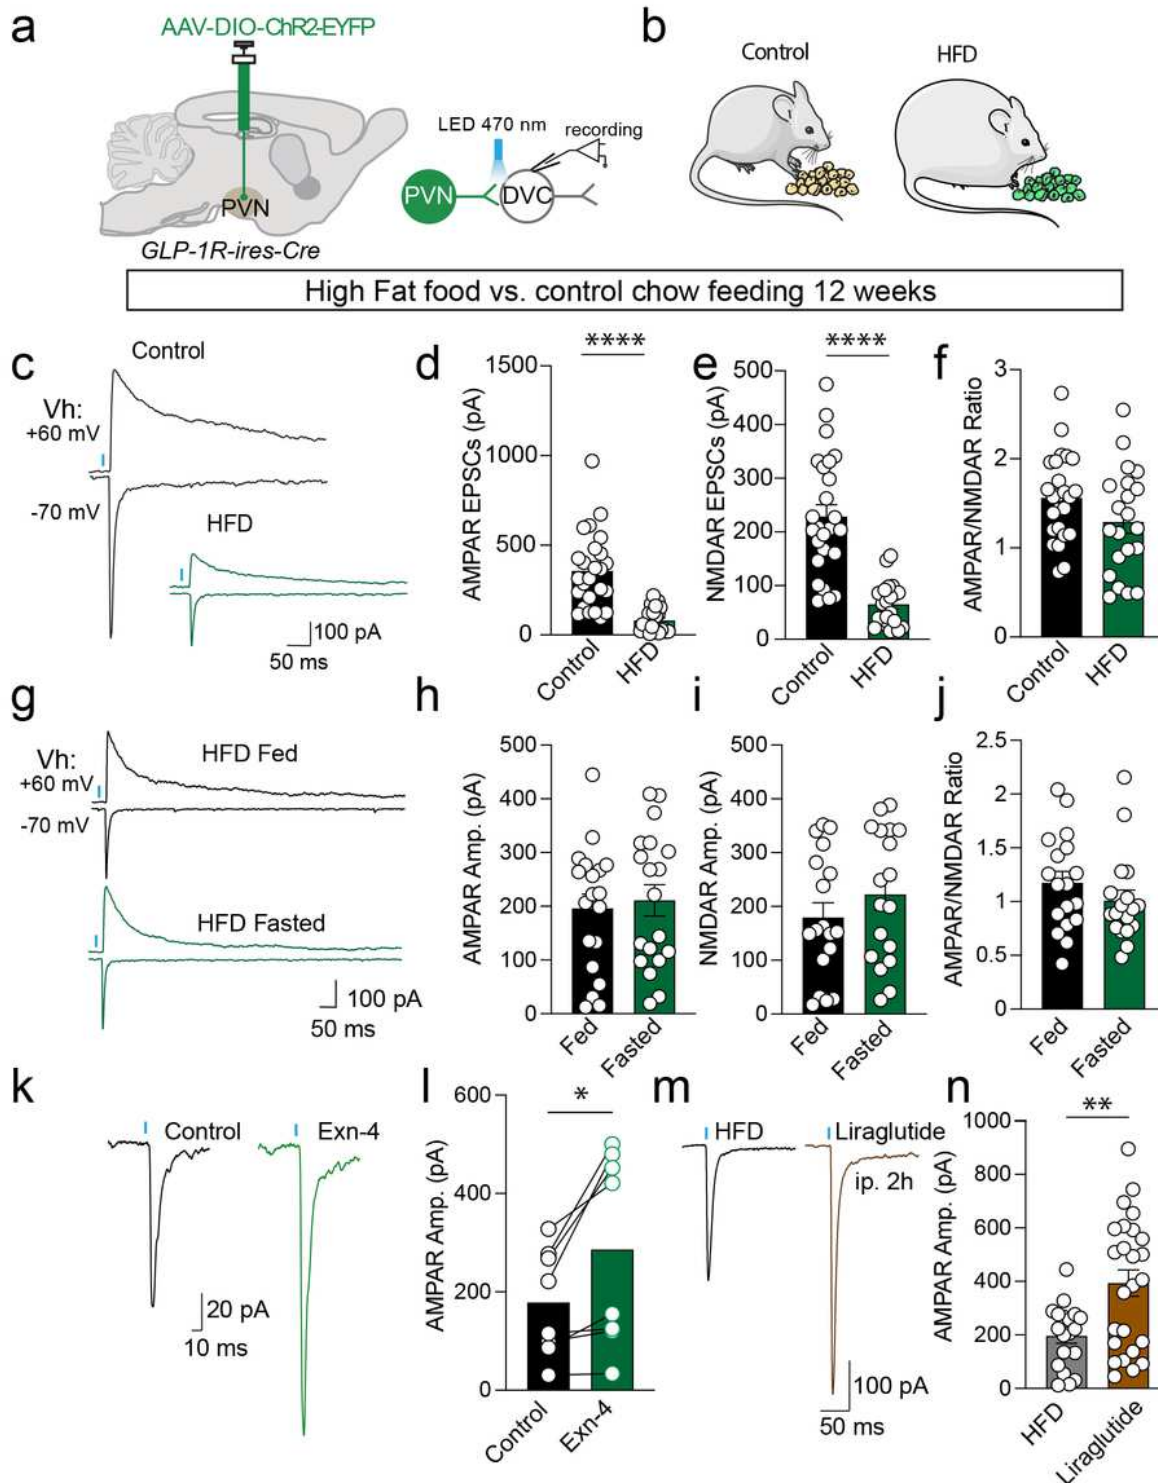 a
AAV-DIO-ChR2-EYFP
PVN
GLP-1R-ires-Cre
LED 470 nm
recording
PVN
DVC
b
Control
HFD
High Fat food vs. control chow feeding 12 weeks
c
Control
Vh:
+60 mV
-70 mV
HFD
100 pA
50 ms
d
****
AMPAR EPSCs (pA)
1500
1000
500
0
Control
HFD
e
****
NMDAR EPSCs (pA)
500
400
300
200
100
0
Control
HFD
f
AMPAR/NMDAR Ratio
3
2
1
0
Control
HFD
g
Vh:
+60 mV
-70 mV
HFD Fed
HFD Fasted
100 pA
50 ms
h
AMPAR Amp. (pA)
500
400
300
200
100
0
Fed
Fasted
i
NMDAR Amp. (pA)
500
400
300
200
100
0
Fed
Fasted
j
AMPAR/NMDAR Ratio
2.5
2
1.5
1
0.5
0
Fed
Fasted
k
Control
Exn-4
20 pA
10 ms
l
*
AMPAR Amp. (pA)
600
400
200
0
Control
Exn-4
m
HFD
Liraglutide
ip. 2h
100 pA
50 ms
n
**
AMPAR Amp. (pA)
1000
800
600
400
200
0
HFD
Liraglutide